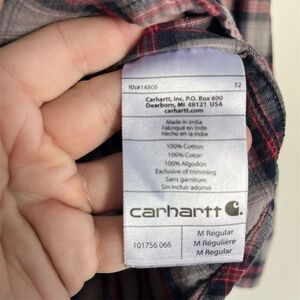 RN#14806 32
Carhartt, Inc. P.O. Box 600
Dearborn, MI 48121 USA
carhartt.com
Made in India
Fabriqué en Inde
Hecho en la India
100% Cotton
100% Coton
100% Algodón
Exclusive of trimming
Sans garniture
Sin incluir adorno
carhartt
M Regular
101756 066 M Régulière
M Regular